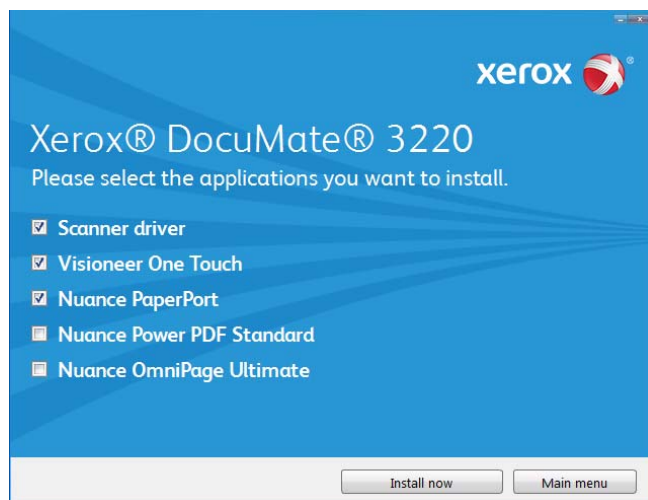 xerox ®
Xerox® DocuMate® 3220
Please select the applications you want to install.
Scanner driver
Visioneer One Touch
Nuance PaperPort
Nuance Power PDF Standard
Nuance OmniPage Ultimate
Install now Main menu